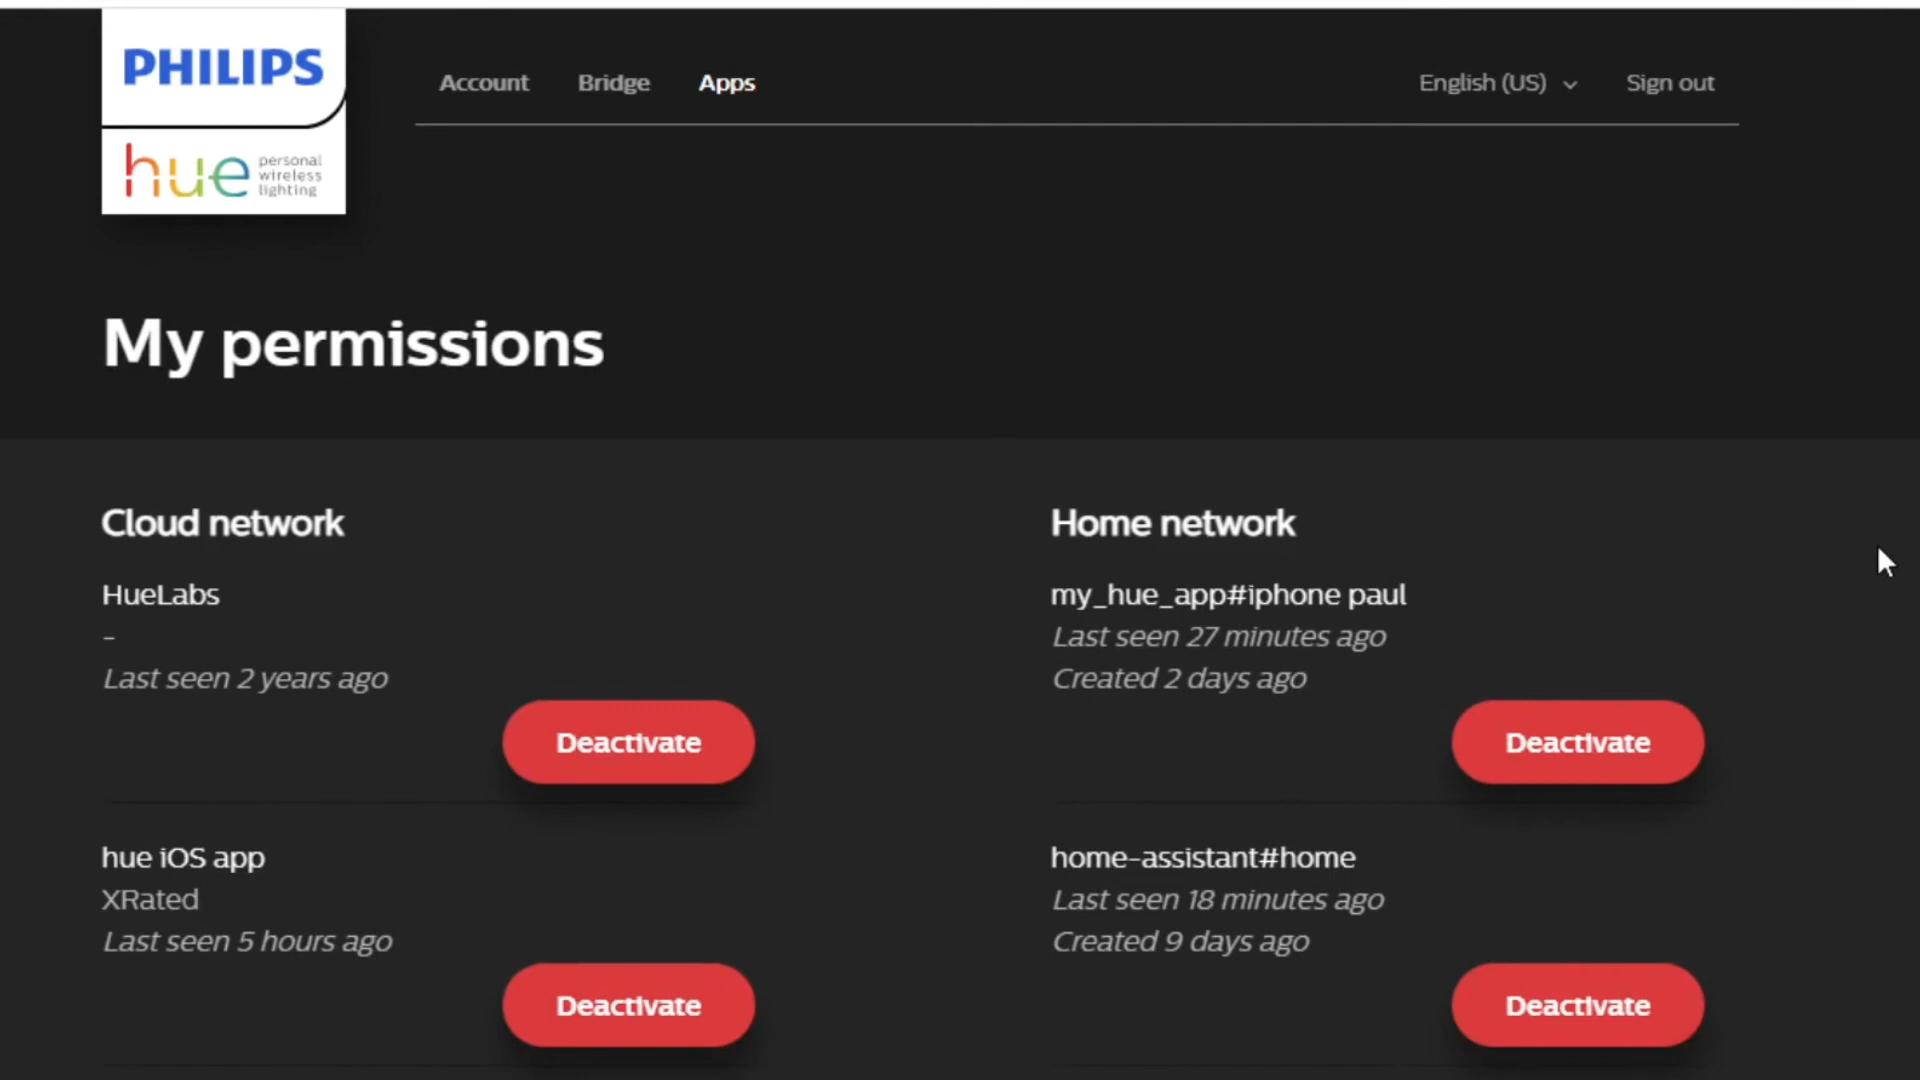 PHILIPS
hue personal
wireless
lighting
Account Bridge Apps
English (US) Sign out
My permissions
Cloud network
HueLabs
-
Last seen 2 years ago
Deactivate
hue iOS app
XRated
Last seen 5 hours ago
Deactivate
Home network
my_hue_app#iphone paul
Last seen 27 minutes ago
Created 2 days ago
Deactivate
home-assistant#home
Last seen 18 minutes ago
Created 9 days ago
Deactivate